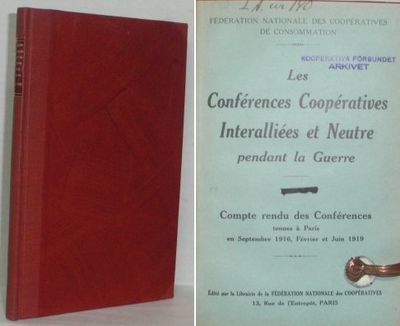 FÉDÉRATION NATIONALE DES COOPÉRATIVES
DE CONSOMMATION
KOOPERATIVA FÖRBUNDET
ARKIVET
Les
Conférences Coopératives
Interalliées et Neutre
pendant la Guerre
Compte rendu des Conférences
tenues à Paris
en Septembre 1916, Février et Juin 1919
Édité par la Librairie de la FÉDÉRATION NATIONALE des COOPÉRATIVES
13, Rue de l'Entrepôt, PARIS